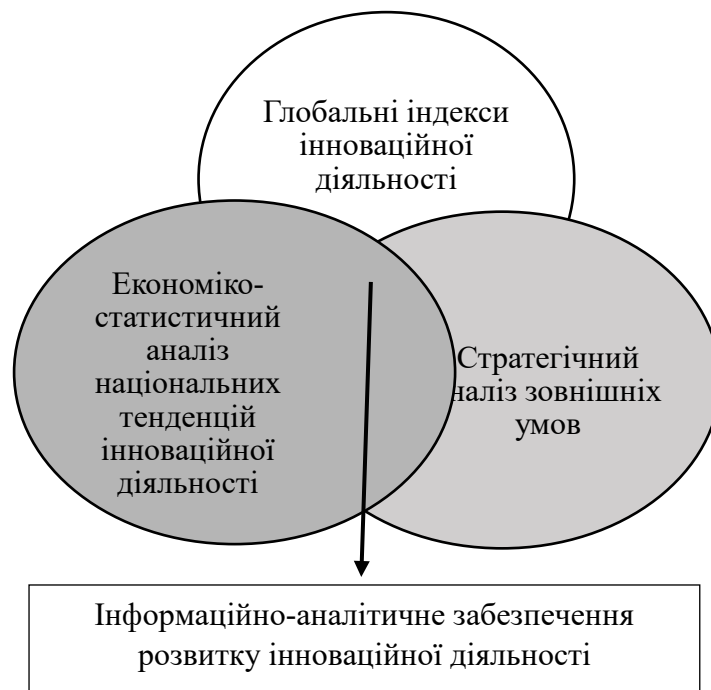 Глобальні індекси
інноваційної
діяльності
Економіко-
статистичний
аналіз
національних
тенденцій
інноваційної
діяльності
Стратегічний
наліз зовнішніх
умов
Інформаційно-аналітичне забезпечення
розвитку інноваційної діяльності